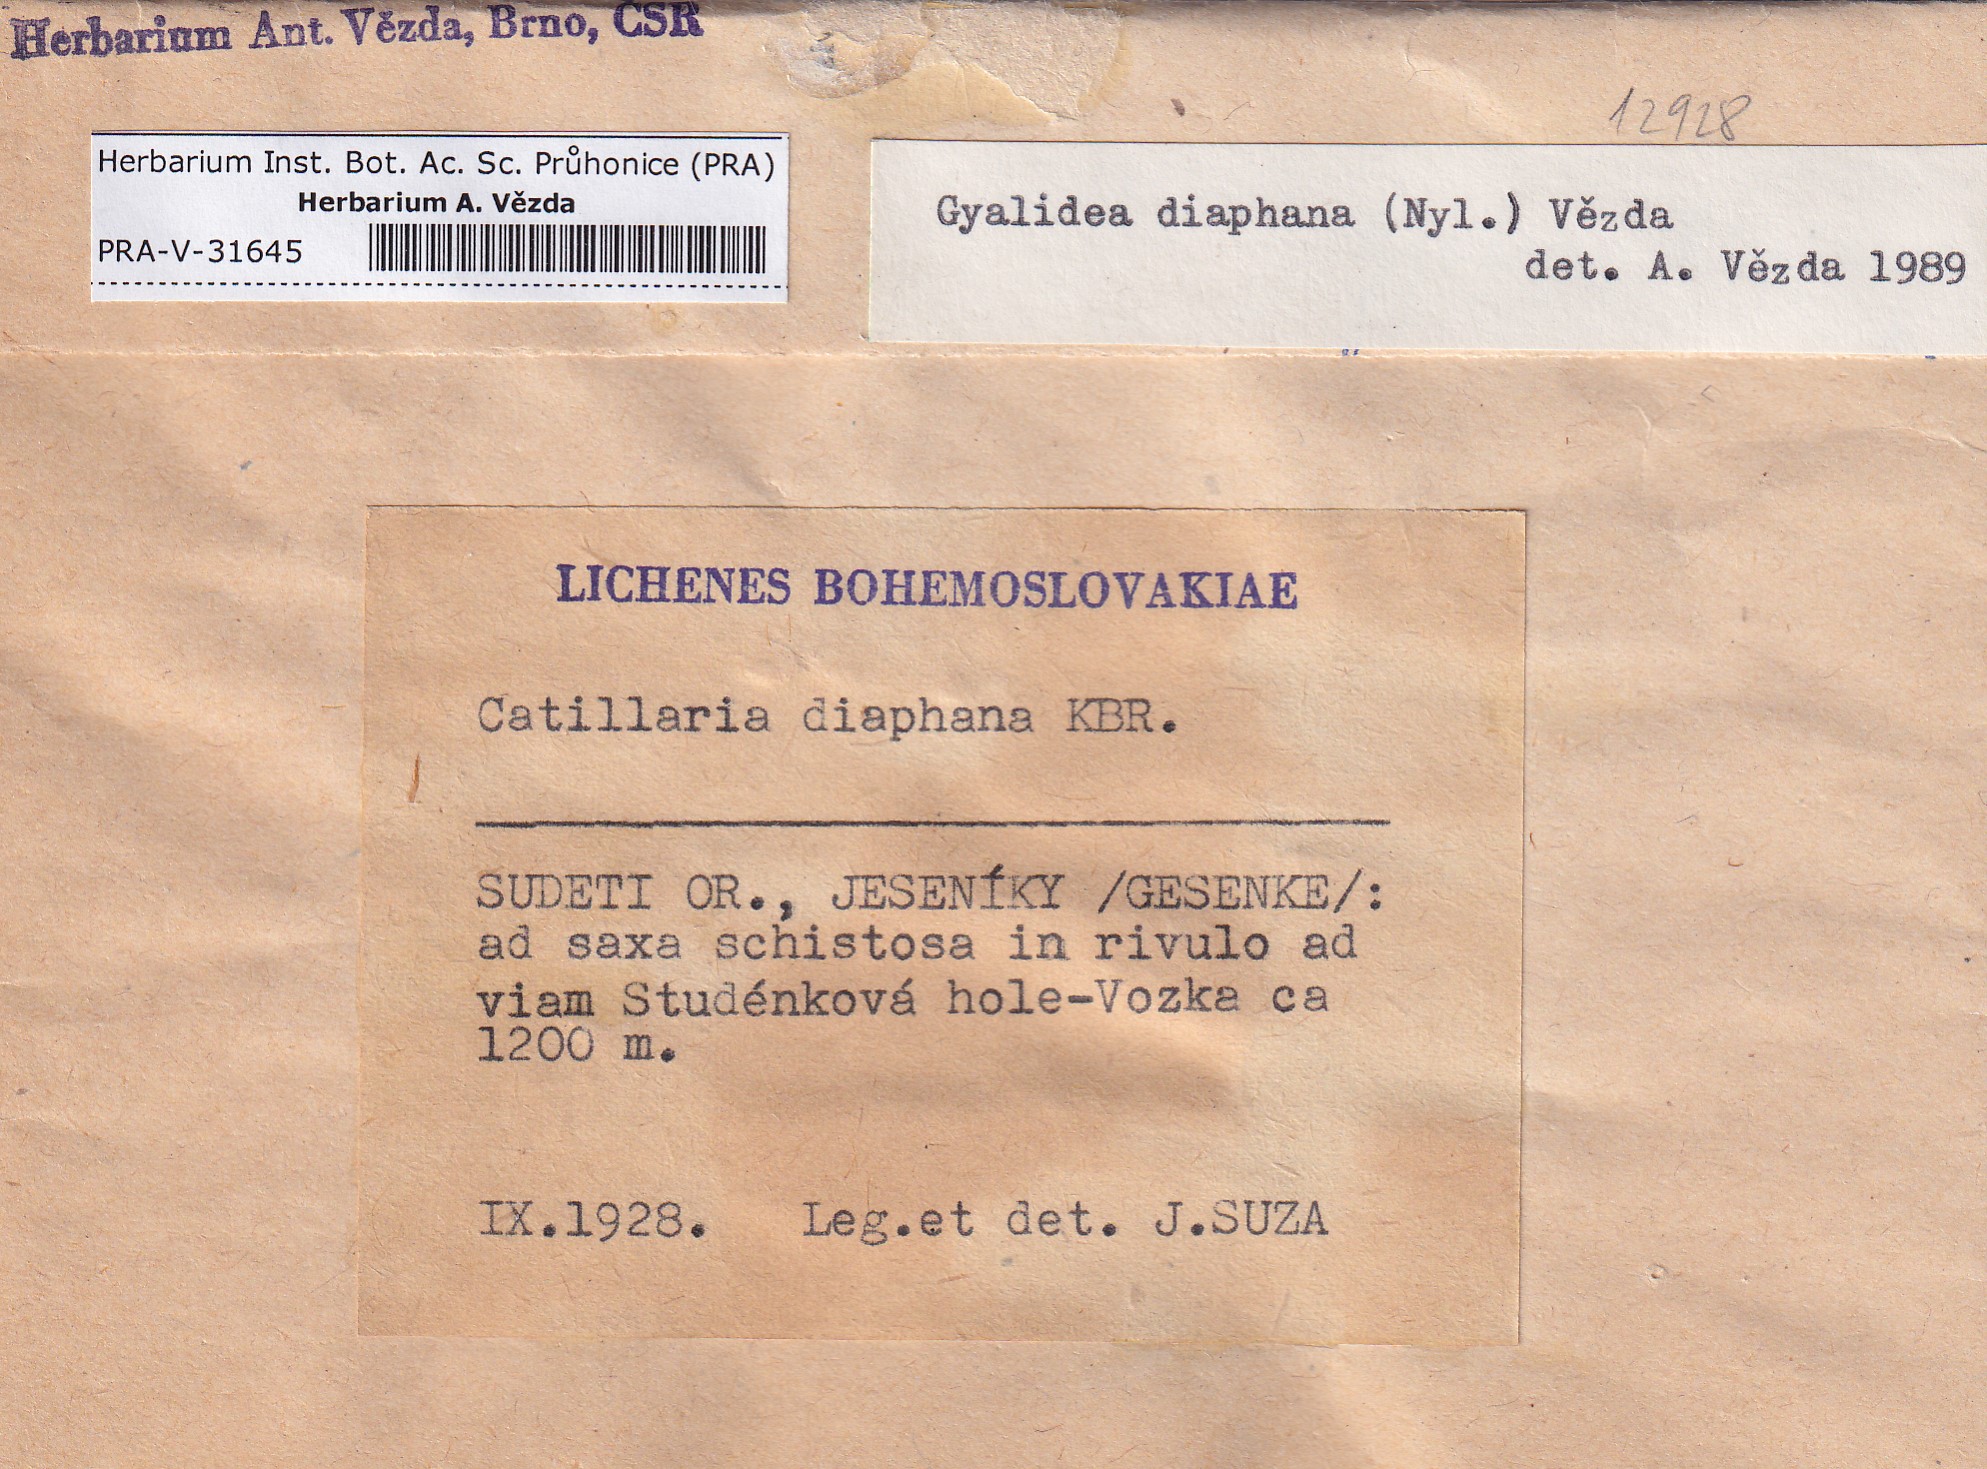 Herbarium Ant. Vězda, Brno, ČSR
12928
Herbarium Inst. Bot. Ac. Sc. Průhonice (PRA)
Herbarium A. Vězda
PRA-V-31645
Gyalidea diaphana (Nyl.) Vězda
det. A. Vězda 1989
LICHENES BOHEMOSLOVAKIAE
Catillaria diaphana KBR.
SUDETI OR., JESENÍKY /GESENKE/:
ad saxa schistosa in rivulo ad
viam Studénková hole-Vozka ca
1200 m.
IX.1928. Leg.et det. J.SUZA